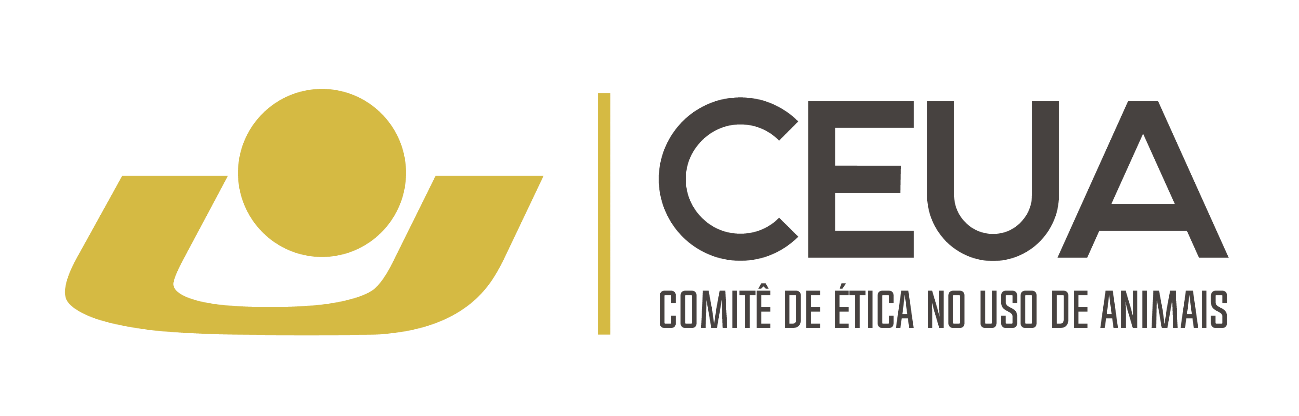 CEUA
COMITÊ DE ÉTICA NO USO DE ANIMAIS